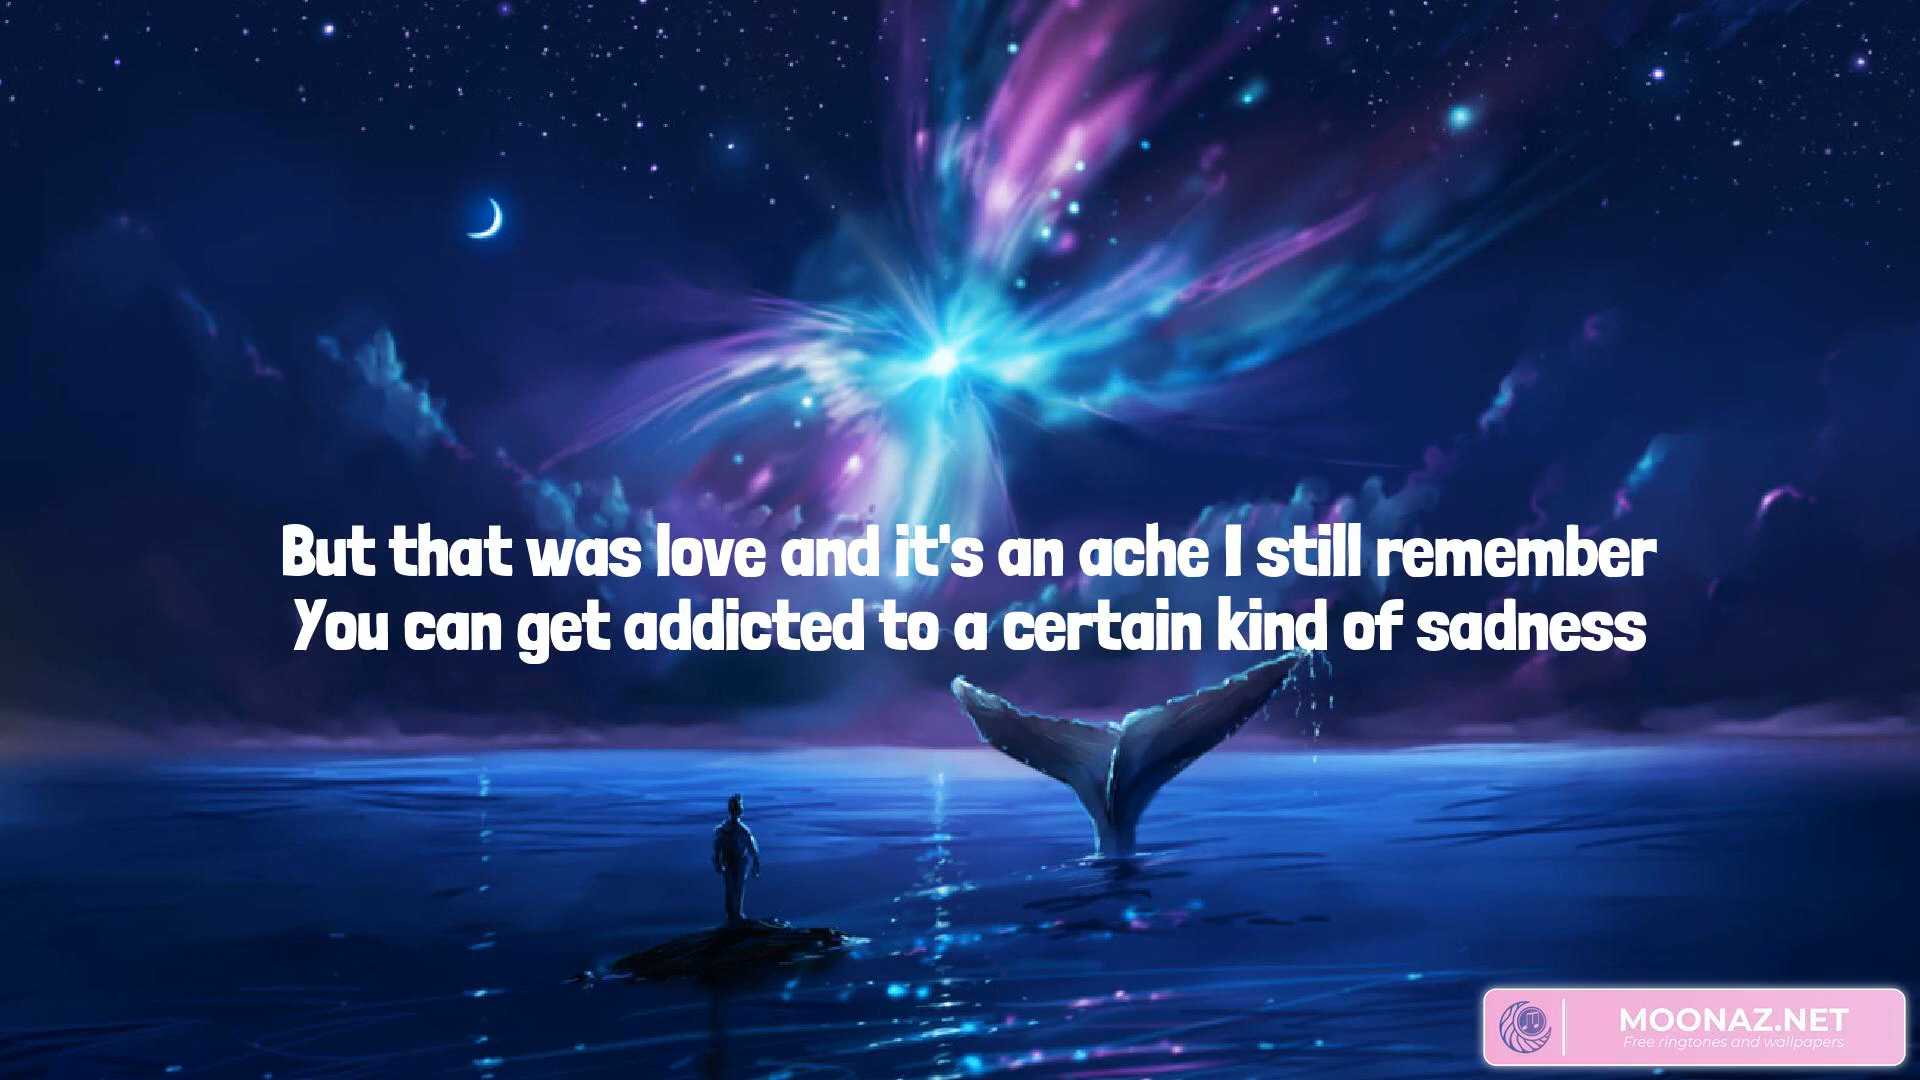 But that was love and it's an ache I still remember
You can get addicted to a certain kind of sadness
MOONAZ.NET
Free ringtones and wallpapers